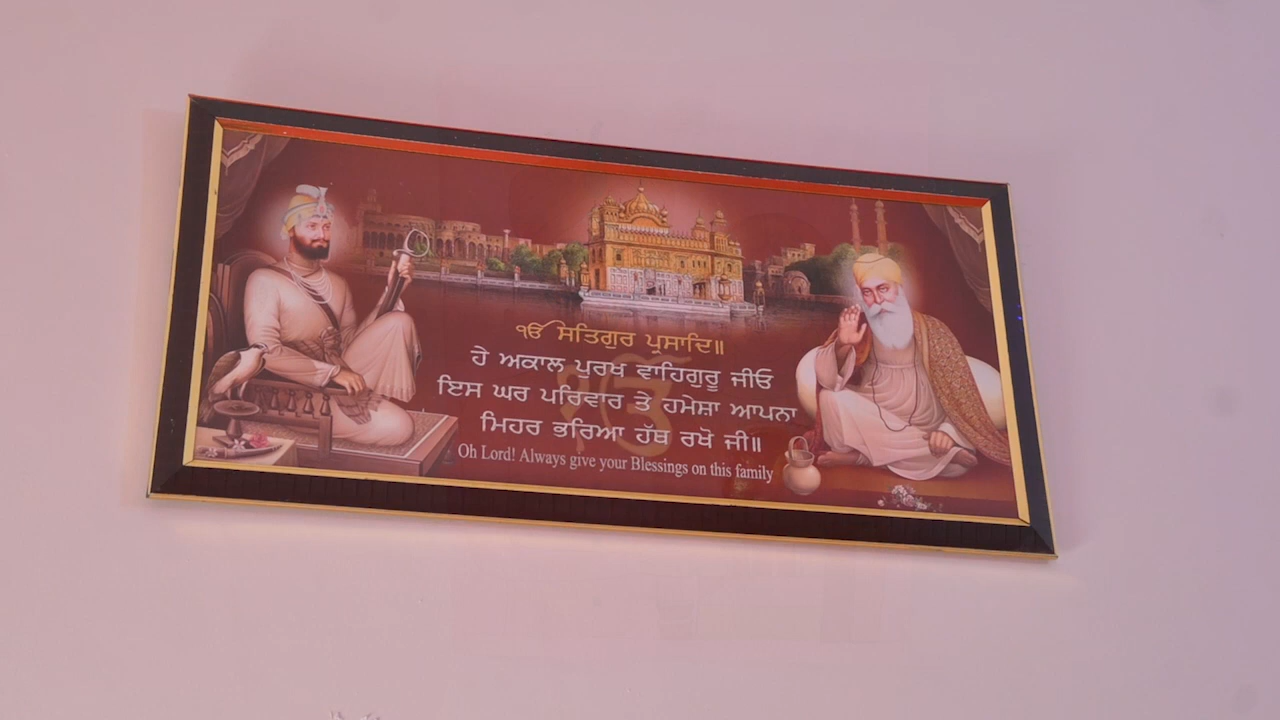 ੴ ਸਤਿਗੁਰ ਪ੍ਰਸਾਦਿ॥
ਹੇ ਅਕਾਲ ਪੁਰਖ ਵਾਹਿਗੁਰੂ ਜੀਓ
ਇਸ ਘਰ ਪਰਿਵਾਰ ਤੇ ਹਮੇਸ਼ਾ ਆਪਨਾ
ਮਿਹਰ ਭਰਿਆ ਹੱਥ ਰਖੋ ਜੀ॥
Oh Lord! Always give your Blessings on this family